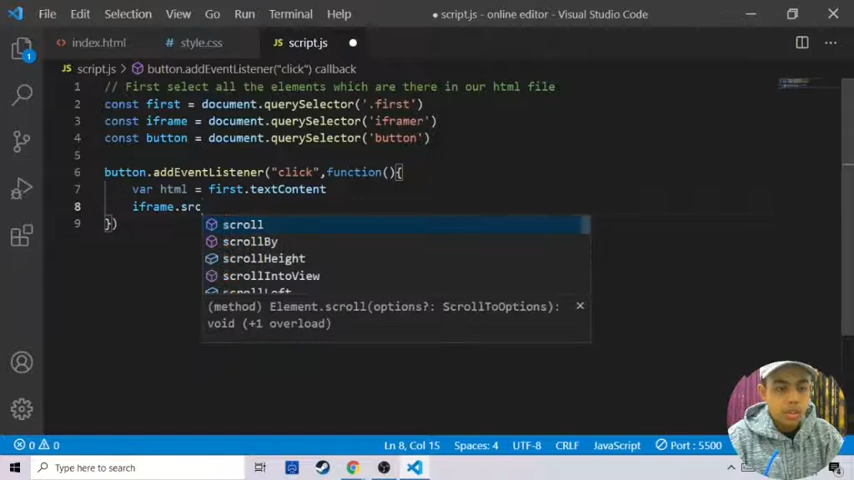 File Edit Selection View Go Run Terminal Help
● script.js - online editor - Visual Studio Code
index.html
style.css
script.js
script.js > button.addEventListener("click") callback
1 // First select all the elements which are there in our html file
2 const first = document.querySelector('.first')
3 const iframe = document.querySelector('iframer')
4 const button = document.querySelector('button')
5
6 button.addEventListener("click",function(){
7 var html = first.textContent
8 iframe.src
9 })
scroll
scrollBy
scrollHeight
scrollIntoView
scrollLeft
(method) Element.scroll(options?: ScrollToOptions):
void (+1 overload)
1
0 0 Ln 8, Col 15 Spaces: 4 UTF-8 CRLF JavaScript Port : 5500
Type here to search
4